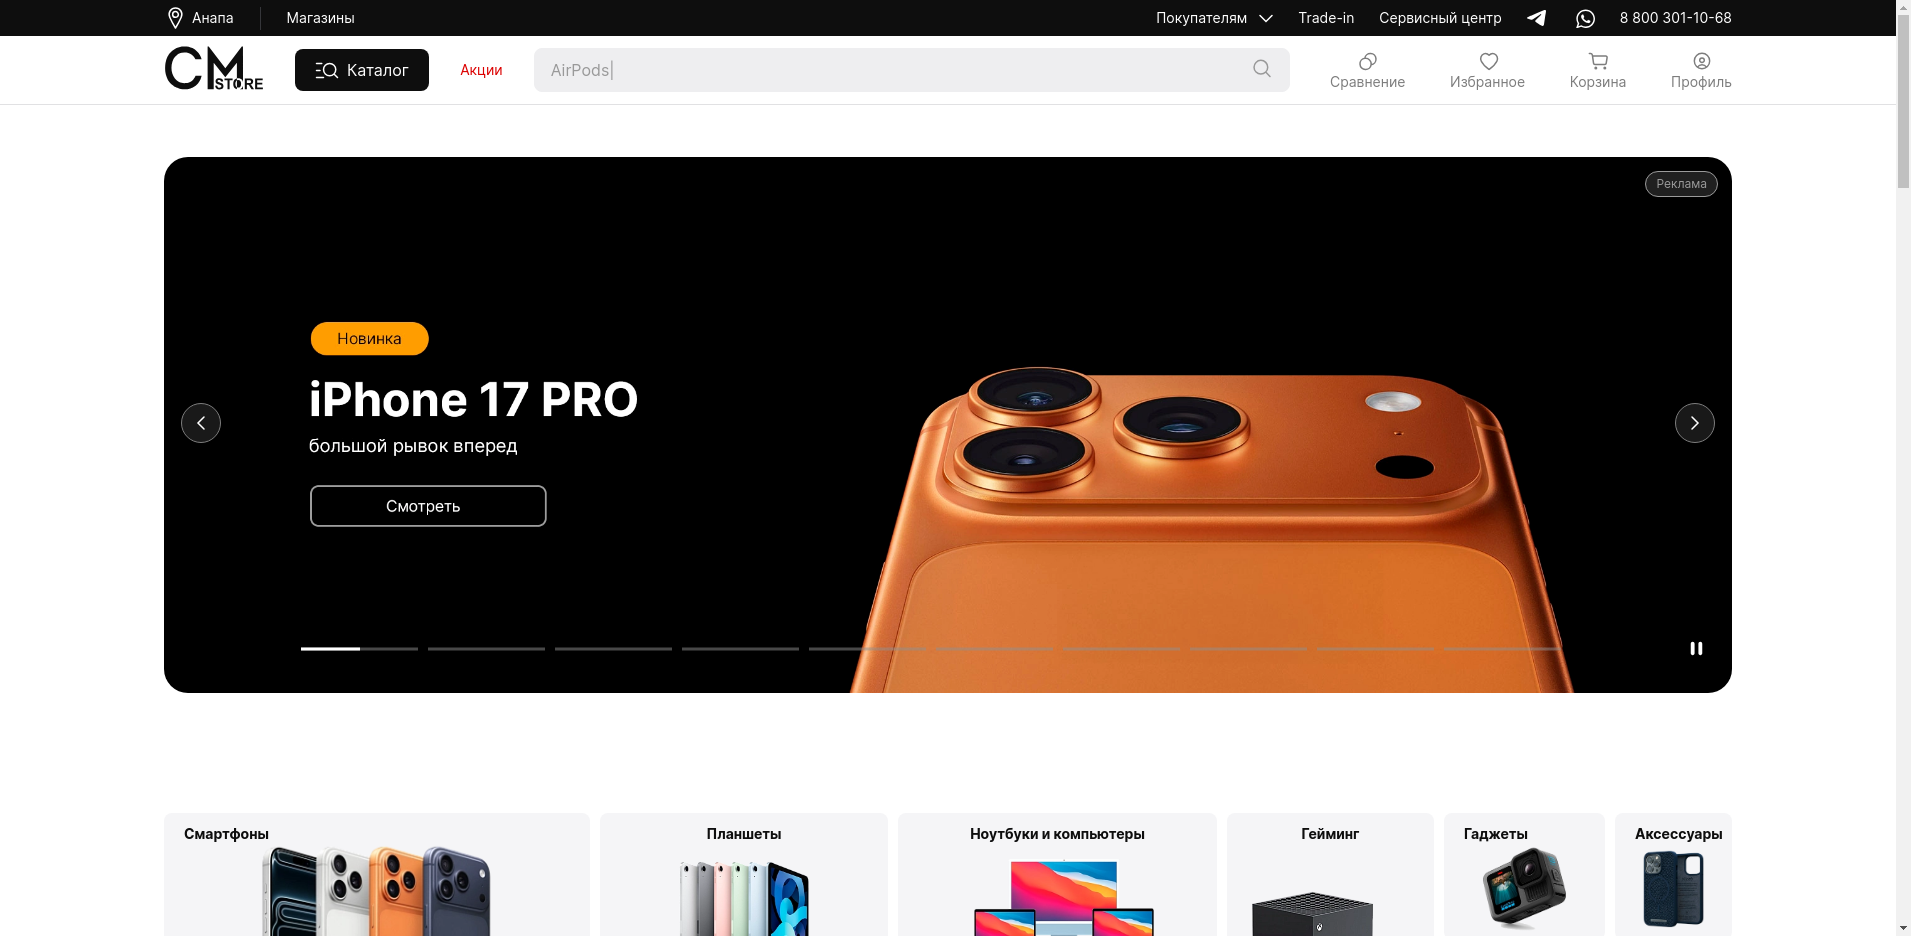 Анапа
Магазины
Покупателям
Trade-in
Сервисный центр
8 800 301-10-68
CM STORE
Каталог
Акции
AirPods
Сравнение
Избранное
Корзина
Профиль
Реклама
Новинка
iPhone 17 PRO
большой рывок вперед
Смотреть
Смартфоны
Планшеты
Ноутбуки и компьютеры
Гейминг
Гаджеты
Аксессуары